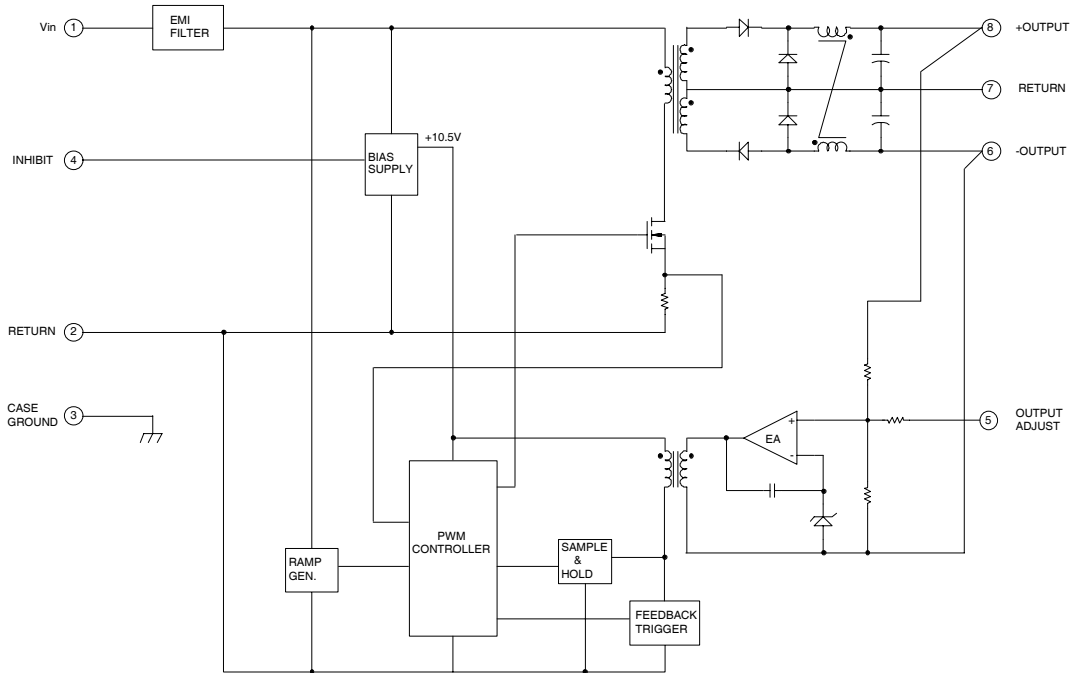 Vin 1
EMI
FILTER
8 +OUTPUT
7 RETURN
+10.5V
INHIBIT 4
BIAS
SUPPLY
6 -OUTPUT
RETURN 2
CASE
GROUND
3
+
EA
-
5
OUTPUT
ADJUST
PWM
CONTROLLER
RAMP
GEN.
SAMPLE
&
HOLD
FEEDBACK
TRIGGER